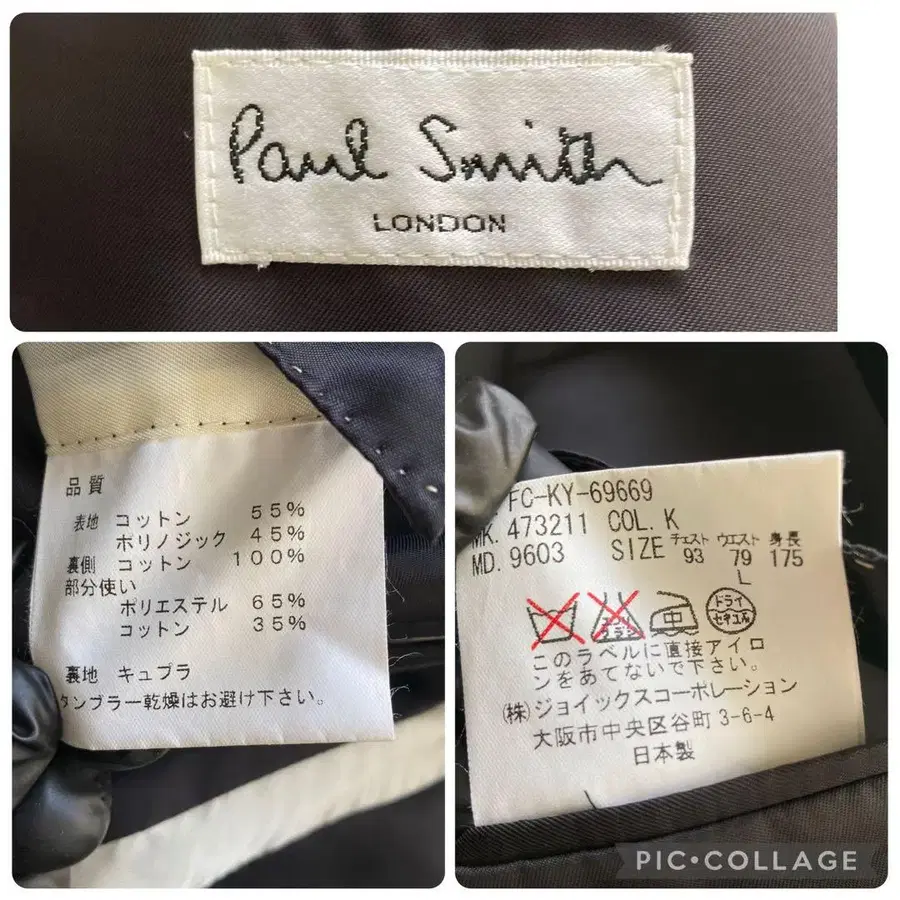 Paul Smith
LONDON
品質
表地 コットン 55%
ポリノジック 45%
裏側 コットン 100%
部分使い
ポリエステル 65%
コットン 35%
裏地 キュプラ
タンブラー乾燥はお避け下さい。
FC-KY-69669
MK. 473211 COL. K
MD. 9603 SIZE チェスト ウエスト 身長
93 79 175
L
エンソ サラシ 中 ドライ セキユ系
このラベルに直接アイロ
ンをあてないで下さい。
(株)ジョイックスコーポレーション
大阪市中央区谷町3-6-4
日本製
PIC•COLLAGE